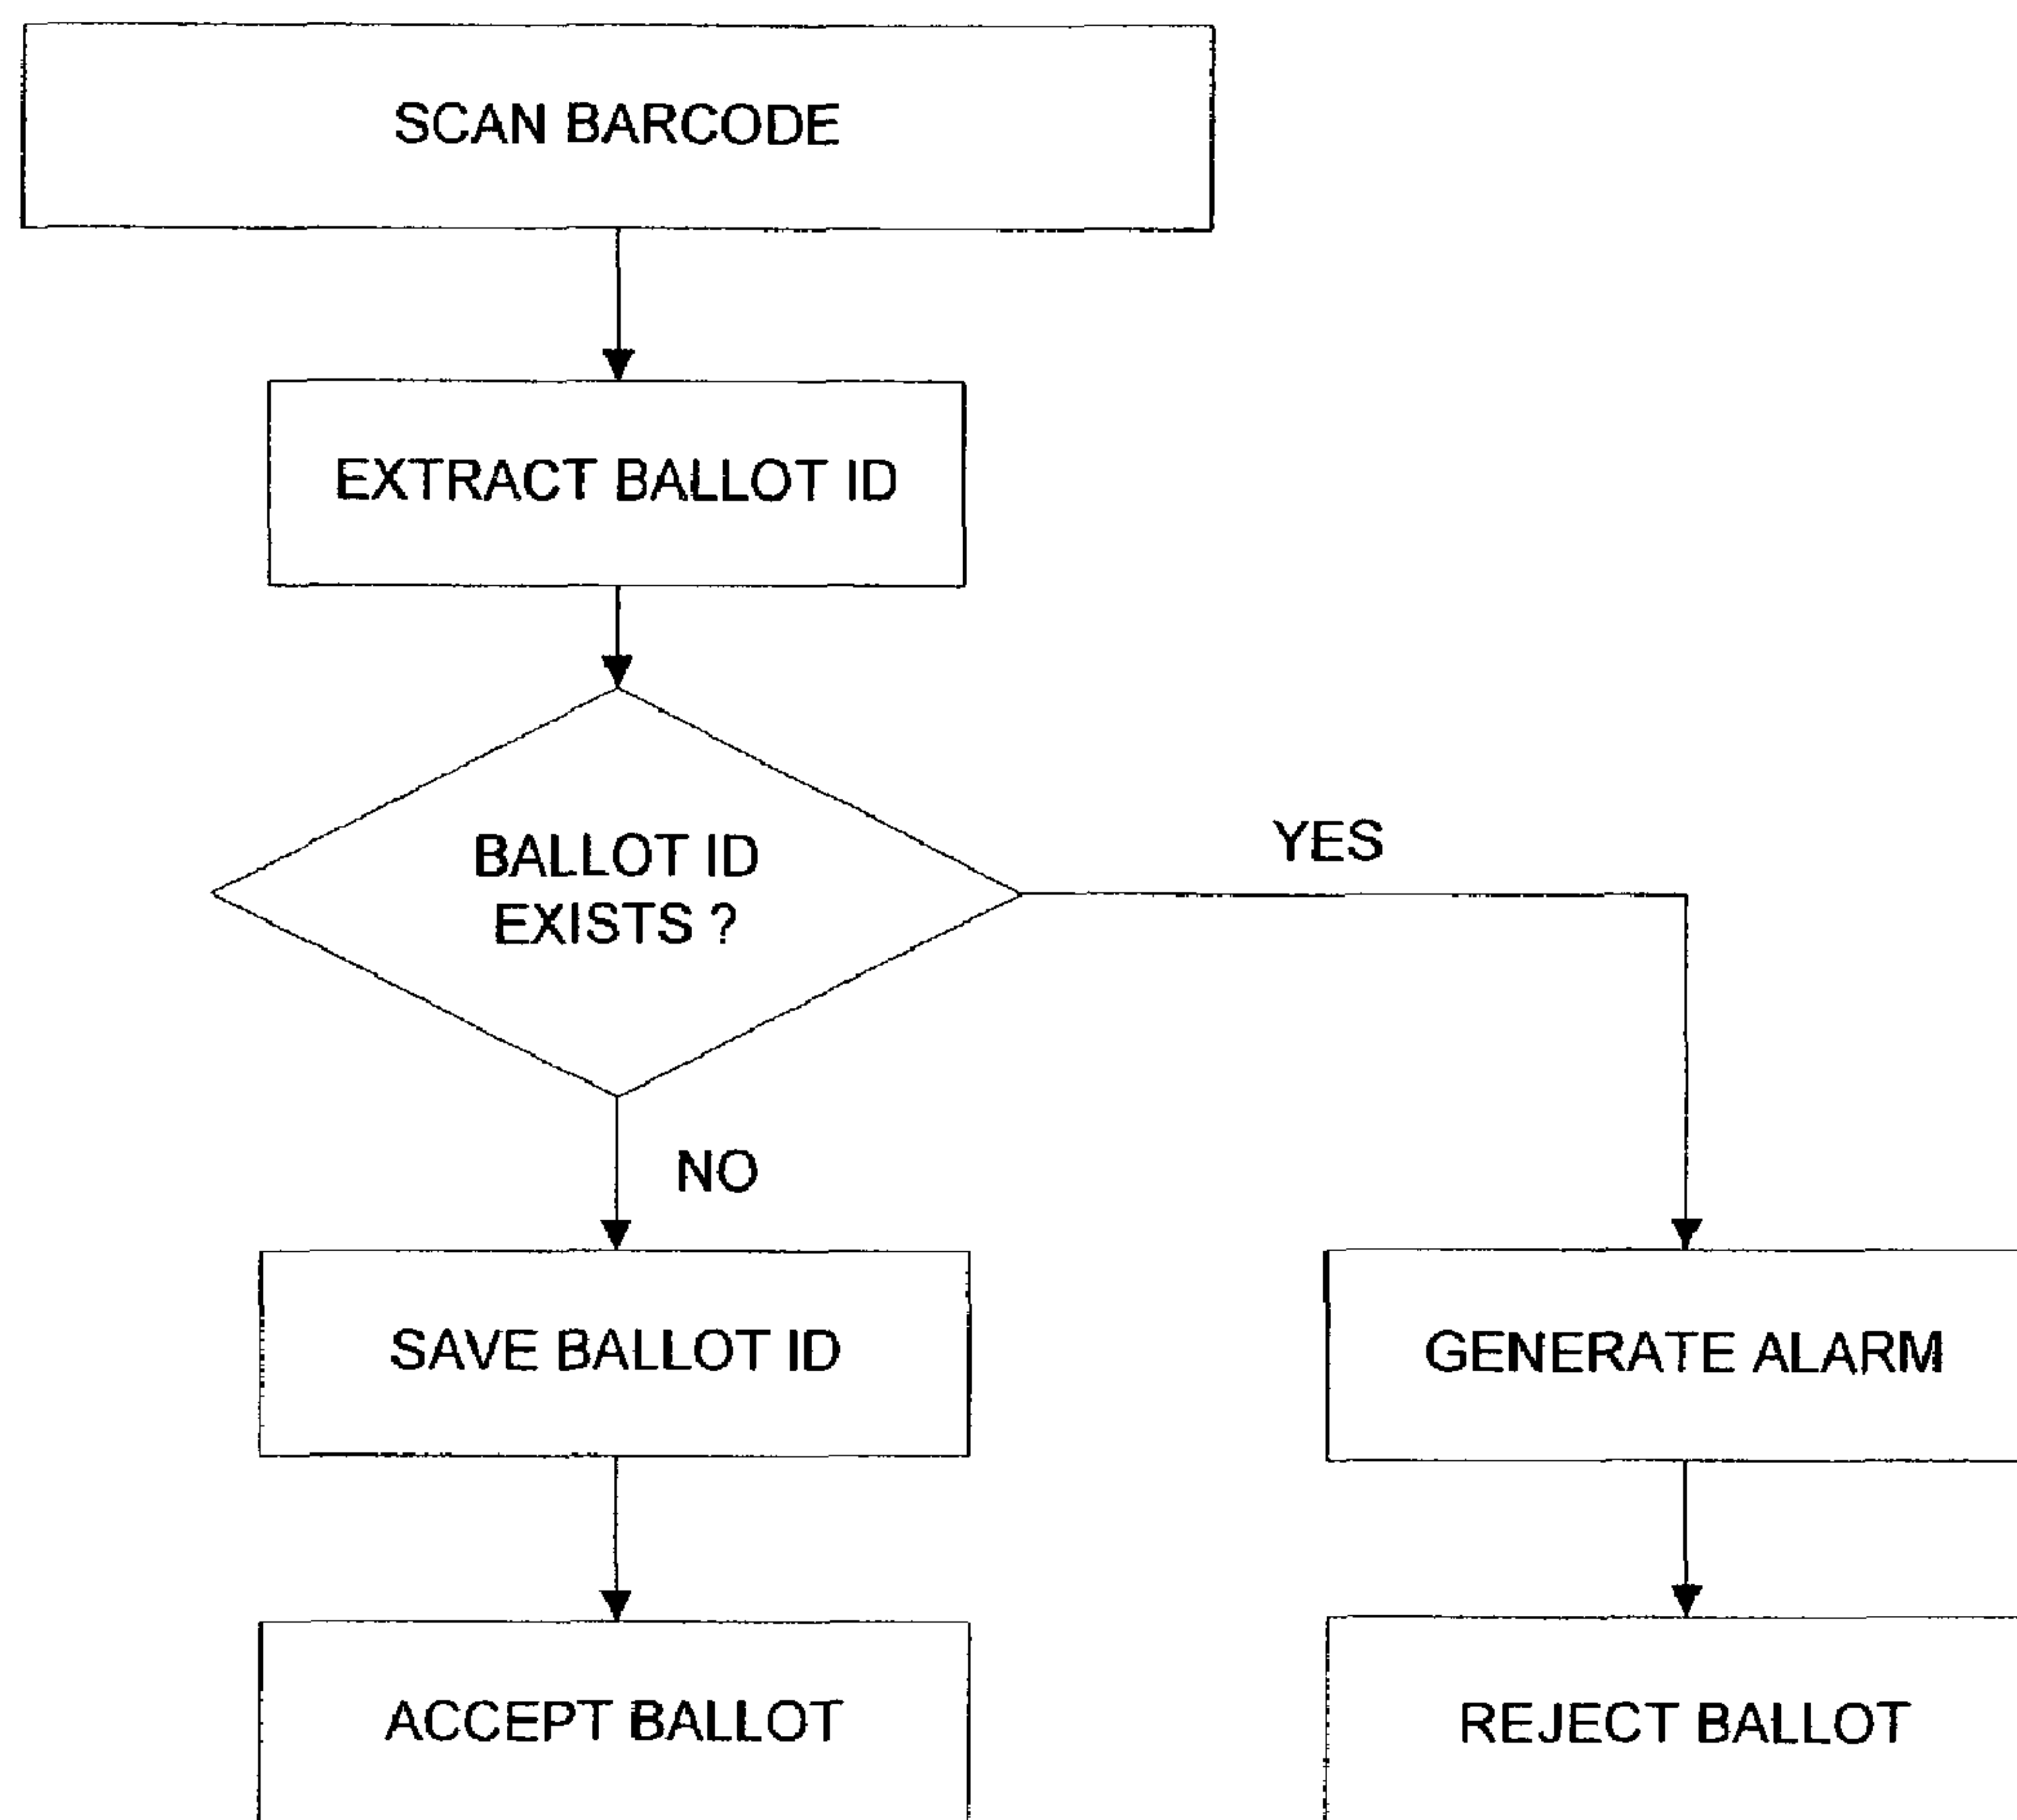 SCAN BARCODE
EXTRACT BALLOT ID
BALLOT ID
EXISTS ?
YES
NO
SAVE BALLOT ID
GENERATE ALARM
ACCEPT BALLOT
REJECT BALLOT